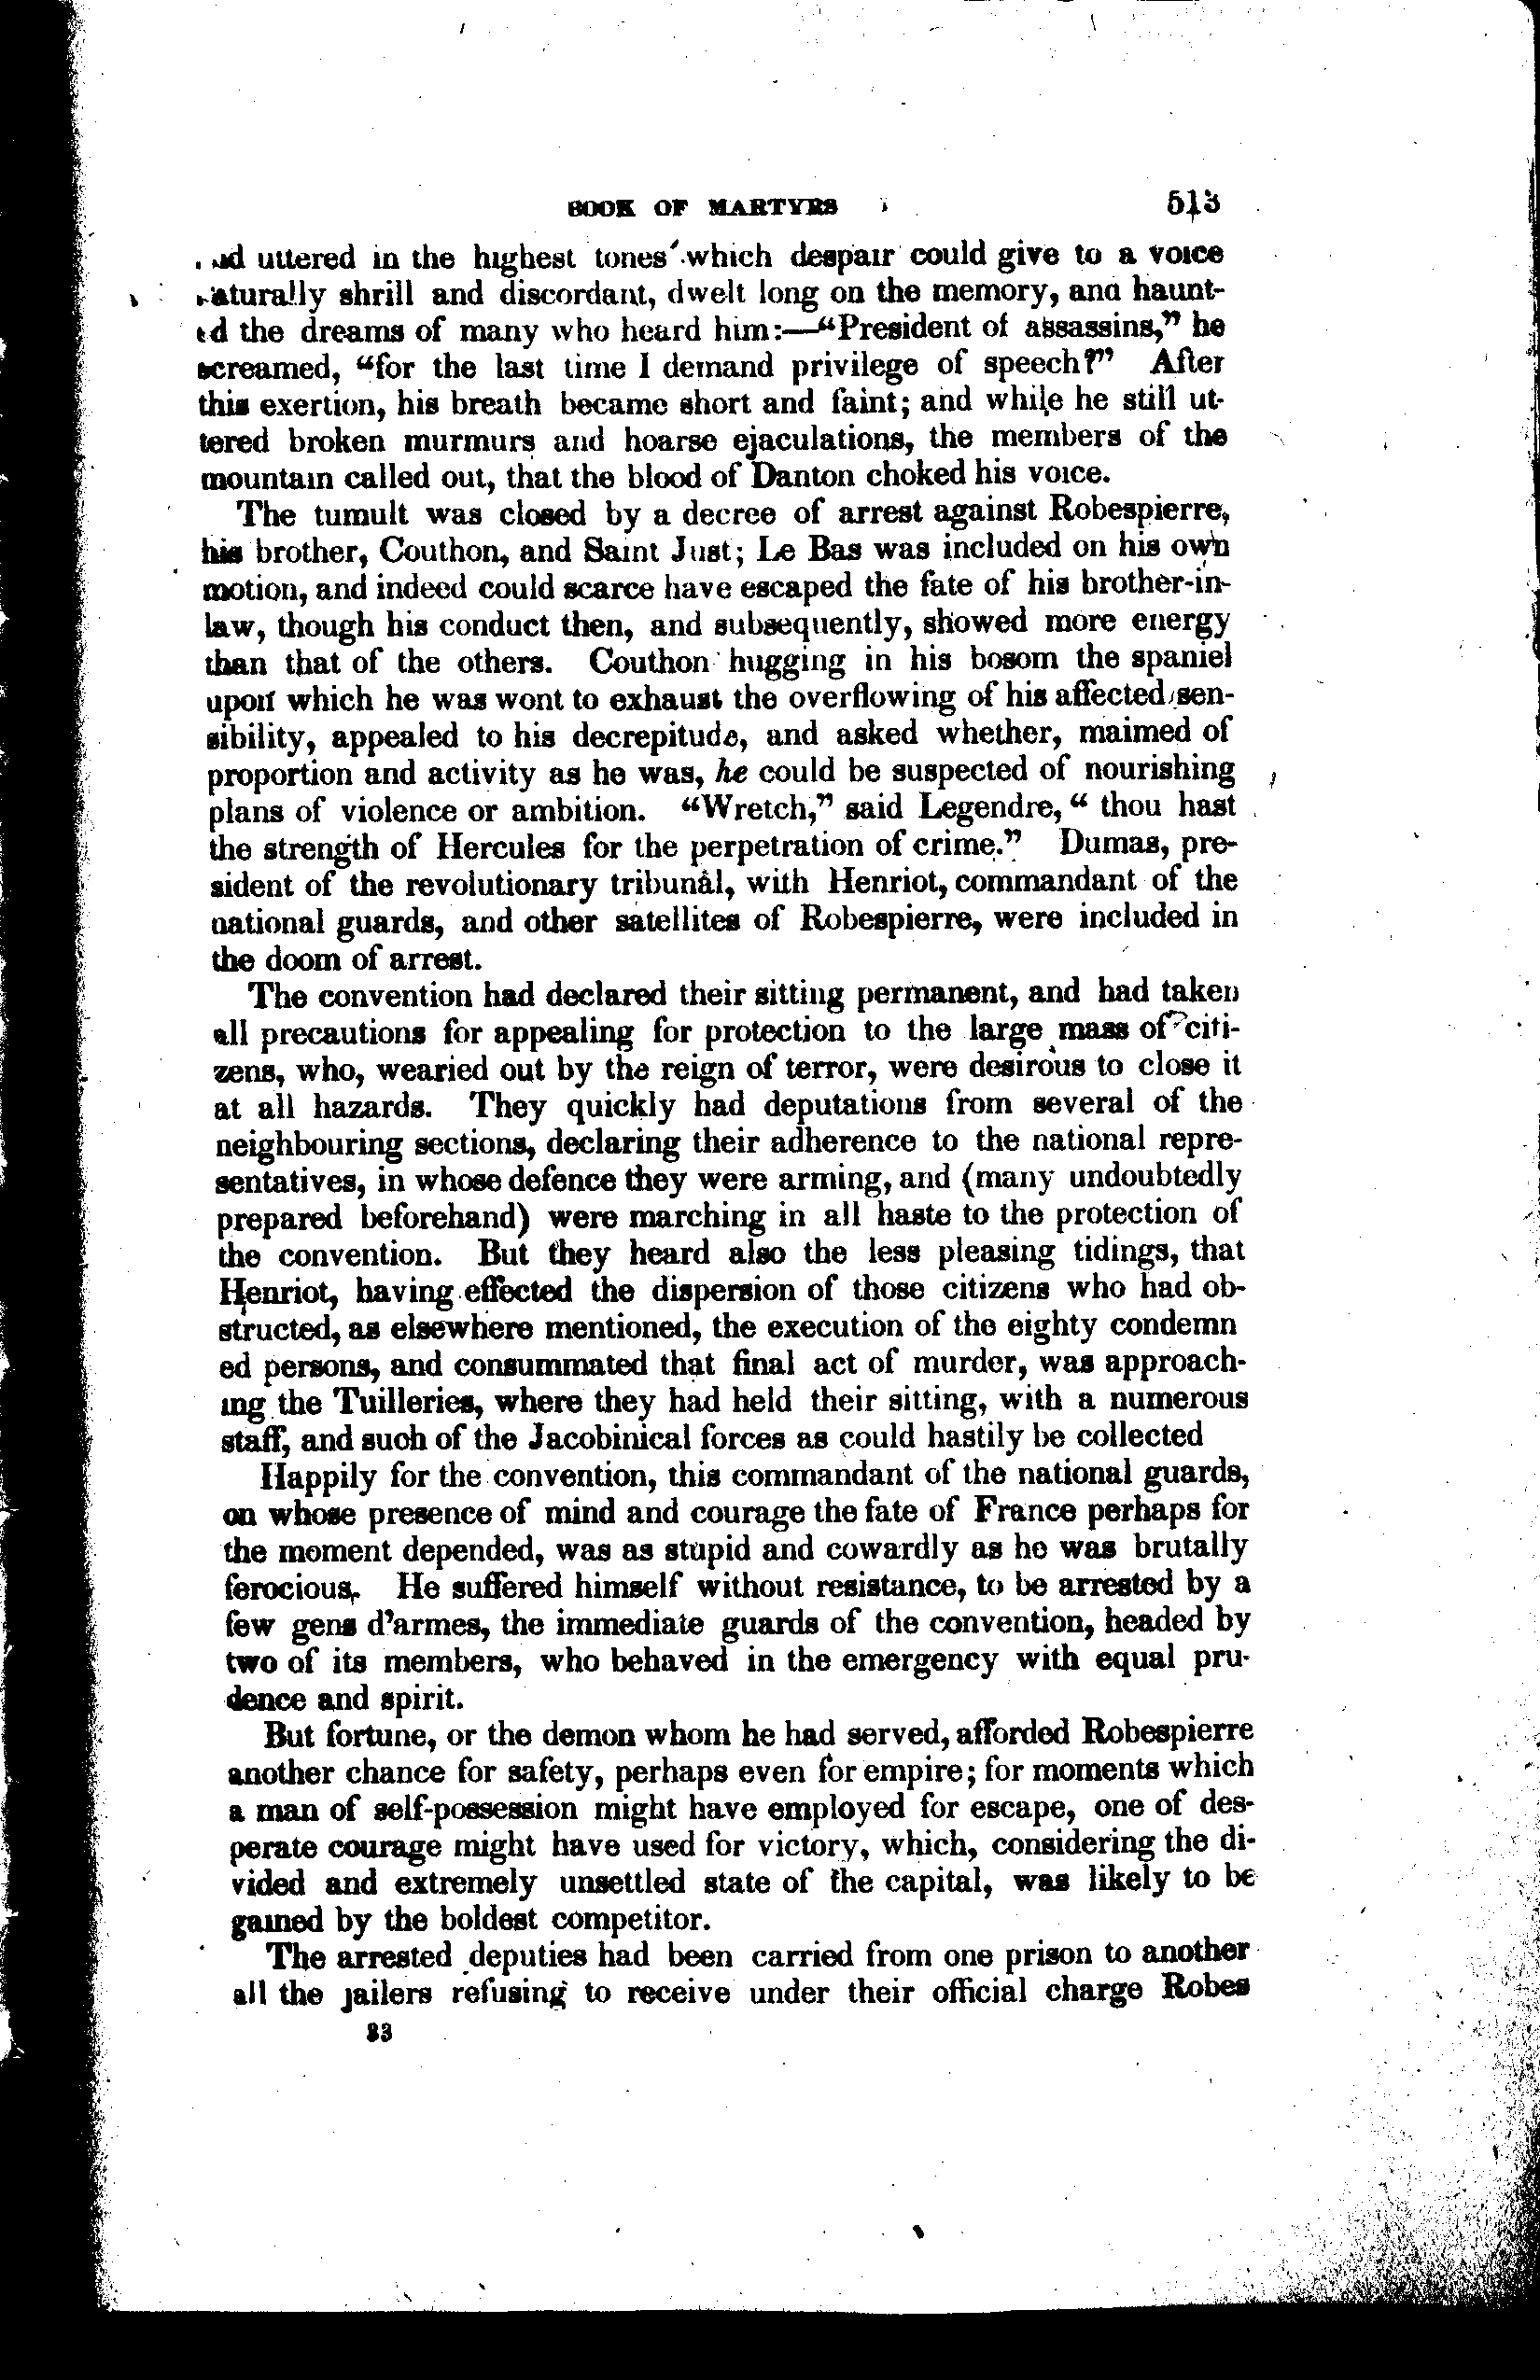 BOOK OF MARTYRS 513
and uttered in the highest tones which despair could give to a voice
naturally shrill and discordant, dwelt long on the memory, and haunt-
ed the dreams of many who heard him:—“President of assassins,” he
screamed, “for the last time I demand privilege of speech?” After
this exertion, his breath became short and faint; and while he still ut-
tered broken murmurs and hoarse ejaculations, the members of the
mountain called out, that the blood of Danton choked his voice.
The tumult was closed by a decree of arrest against Robespierre,
his brother, Couthon, and Saint Just; Le Bas was included on his own
motion, and indeed could scarce have escaped the fate of his brother-in-
law, though his conduct then, and subsequently, showed more energy
than that of the others. Couthon hugging in his bosom the spaniel
upon which he was wont to exhaust the overflowing of his affected sen-
sibility, appealed to his decrepitude, and asked whether, maimed of
proportion and activity as he was, he could be suspected of nourishing
plans of violence or ambition. “Wretch,” said Legendre, “ thou hast
the strength of Hercules for the perpetration of crime.” Dumas, pre-
sident of the revolutionary tribunal, with Henriot, commandant of the
national guards, and other satellites of Robespierre, were included in
the doom of arrest.
The convention had declared their sitting permanent, and had taken
all precautions for appealing for protection to the large mass of citi-
zens, who, wearied out by the reign of terror, were desirous to close it
at all hazards. They quickly had deputations from several of the
neighbouring sections, declaring their adherence to the national repre-
sentatives, in whose defence they were arming, and (many undoubtedly
prepared beforehand) were marching in all haste to the protection of
the convention. But they heard also the less pleasing tidings, that
Henriot, having effected the dispersion of those citizens who had ob-
structed, as elsewhere mentioned, the execution of the eighty condemn
ed persons, and consummated that final act of murder, was approach-
ing the Tuilleries, where they had held their sitting, with a numerous
staff, and such of the Jacobinical forces as could hastily be collected
Happily for the convention, this commandant of the national guards,
on whose presence of mind and courage the fate of France perhaps for
the moment depended, was as stupid and cowardly as he was brutally
ferocious. He suffered himself without resistance, to be arrested by a
few gens d’armes, the immediate guards of the convention, headed by
two of its members, who behaved in the emergency with equal pru-
dence and spirit.
But fortune, or the demon whom he had served, afforded Robespierre
another chance for safety, perhaps even for empire; for moments which
a man of self-possession might have employed for escape, one of des-
perate courage might have used for victory, which, considering the di-
vided and extremely unsettled state of the capital, was likely to be
gained by the boldest competitor.
The arrested deputies had been carried from one prison to another
all the jailers refusing to receive under their official charge Robes
33